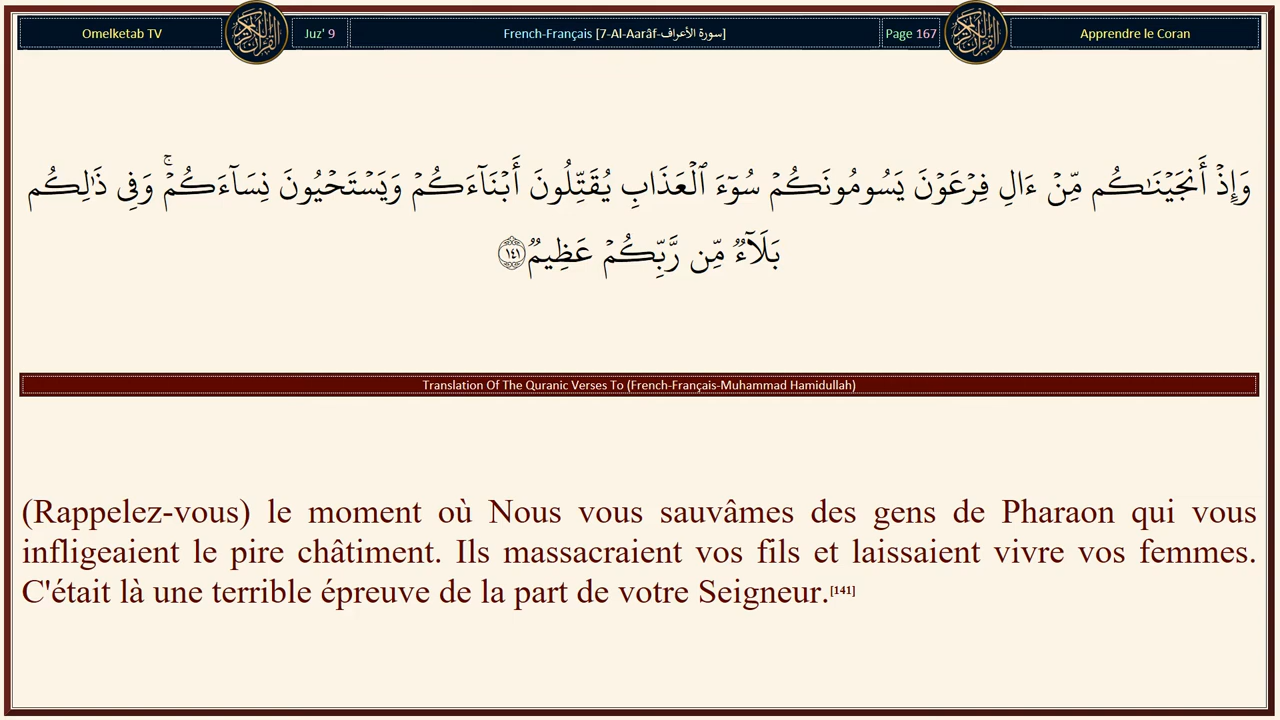 Omelketab TV
Juz' 9
French-Français [7-Al-Aarâf-سورة الأعراف]
Page 167
Apprendre le Coran
وَإِذۡ أَنجَيۡنَٰكُم مِّنۡ ءَالِ فِرۡعَوۡنَ يَسُومُونَكُمۡ سُوٓءَ ٱلۡعَذَابِ يُقَتِّلُونَ أَبۡنَآءَكُمۡ وَيَسۡتَحۡيُونَ نِسَآءَكُمۡۚ وَفِي ذَٰلِكُم
بَلَآءٞ مِّن رَّبِّكُمۡ عَظِيمٞ ١٤١
Translation Of The Quranic Verses To (French-Français-Muhammad Hamidullah)
(Rappelez-vous) le moment où Nous vous sauvâmes des gens de Pharaon qui vous
infligeaient le pire châtiment. Ils massacraient vos fils et laissaient vivre vos femmes.
C'était là une terrible épreuve de la part de votre Seigneur.[141]